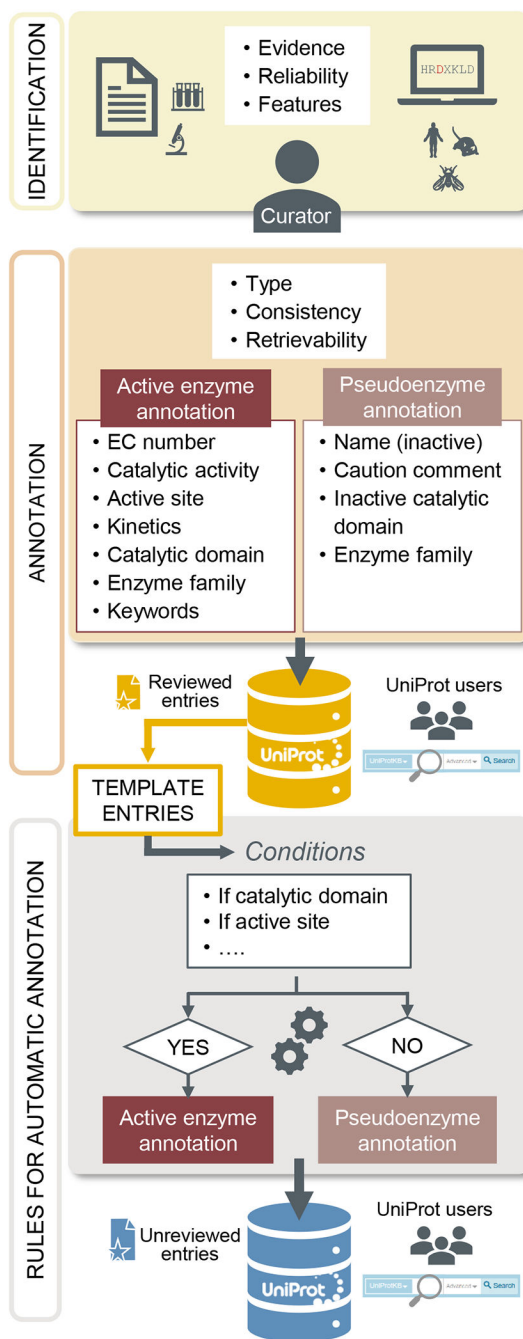 IDENTIFICATION
• Evidence
• Reliability
• Features
HRDXKLD
Curator
ANNOTATION
• Type
• Consistency
• Retrievability
Active enzyme
annotation
• EC number
• Catalytic activity
• Active site
• Kinetics
• Catalytic domain
• Enzyme family
• Keywords
Pseudoenzyme
annotation
• Name (inactive)
• Caution comment
• Inactive catalytic
domain
• Enzyme family
Reviewed
entries
UniProt
UniProt users
UniProtKB
Advanced
Search
TEMPLATE
ENTRIES
RULES FOR AUTOMATIC ANNOTATION
Conditions
• If catalytic domain
• If active site
• ....
YES
NO
Active enzyme
annotation
Pseudoenzyme
annotation
Unreviewed
entries
UniProt
UniProt users
UniProtKB
Advanced
Search